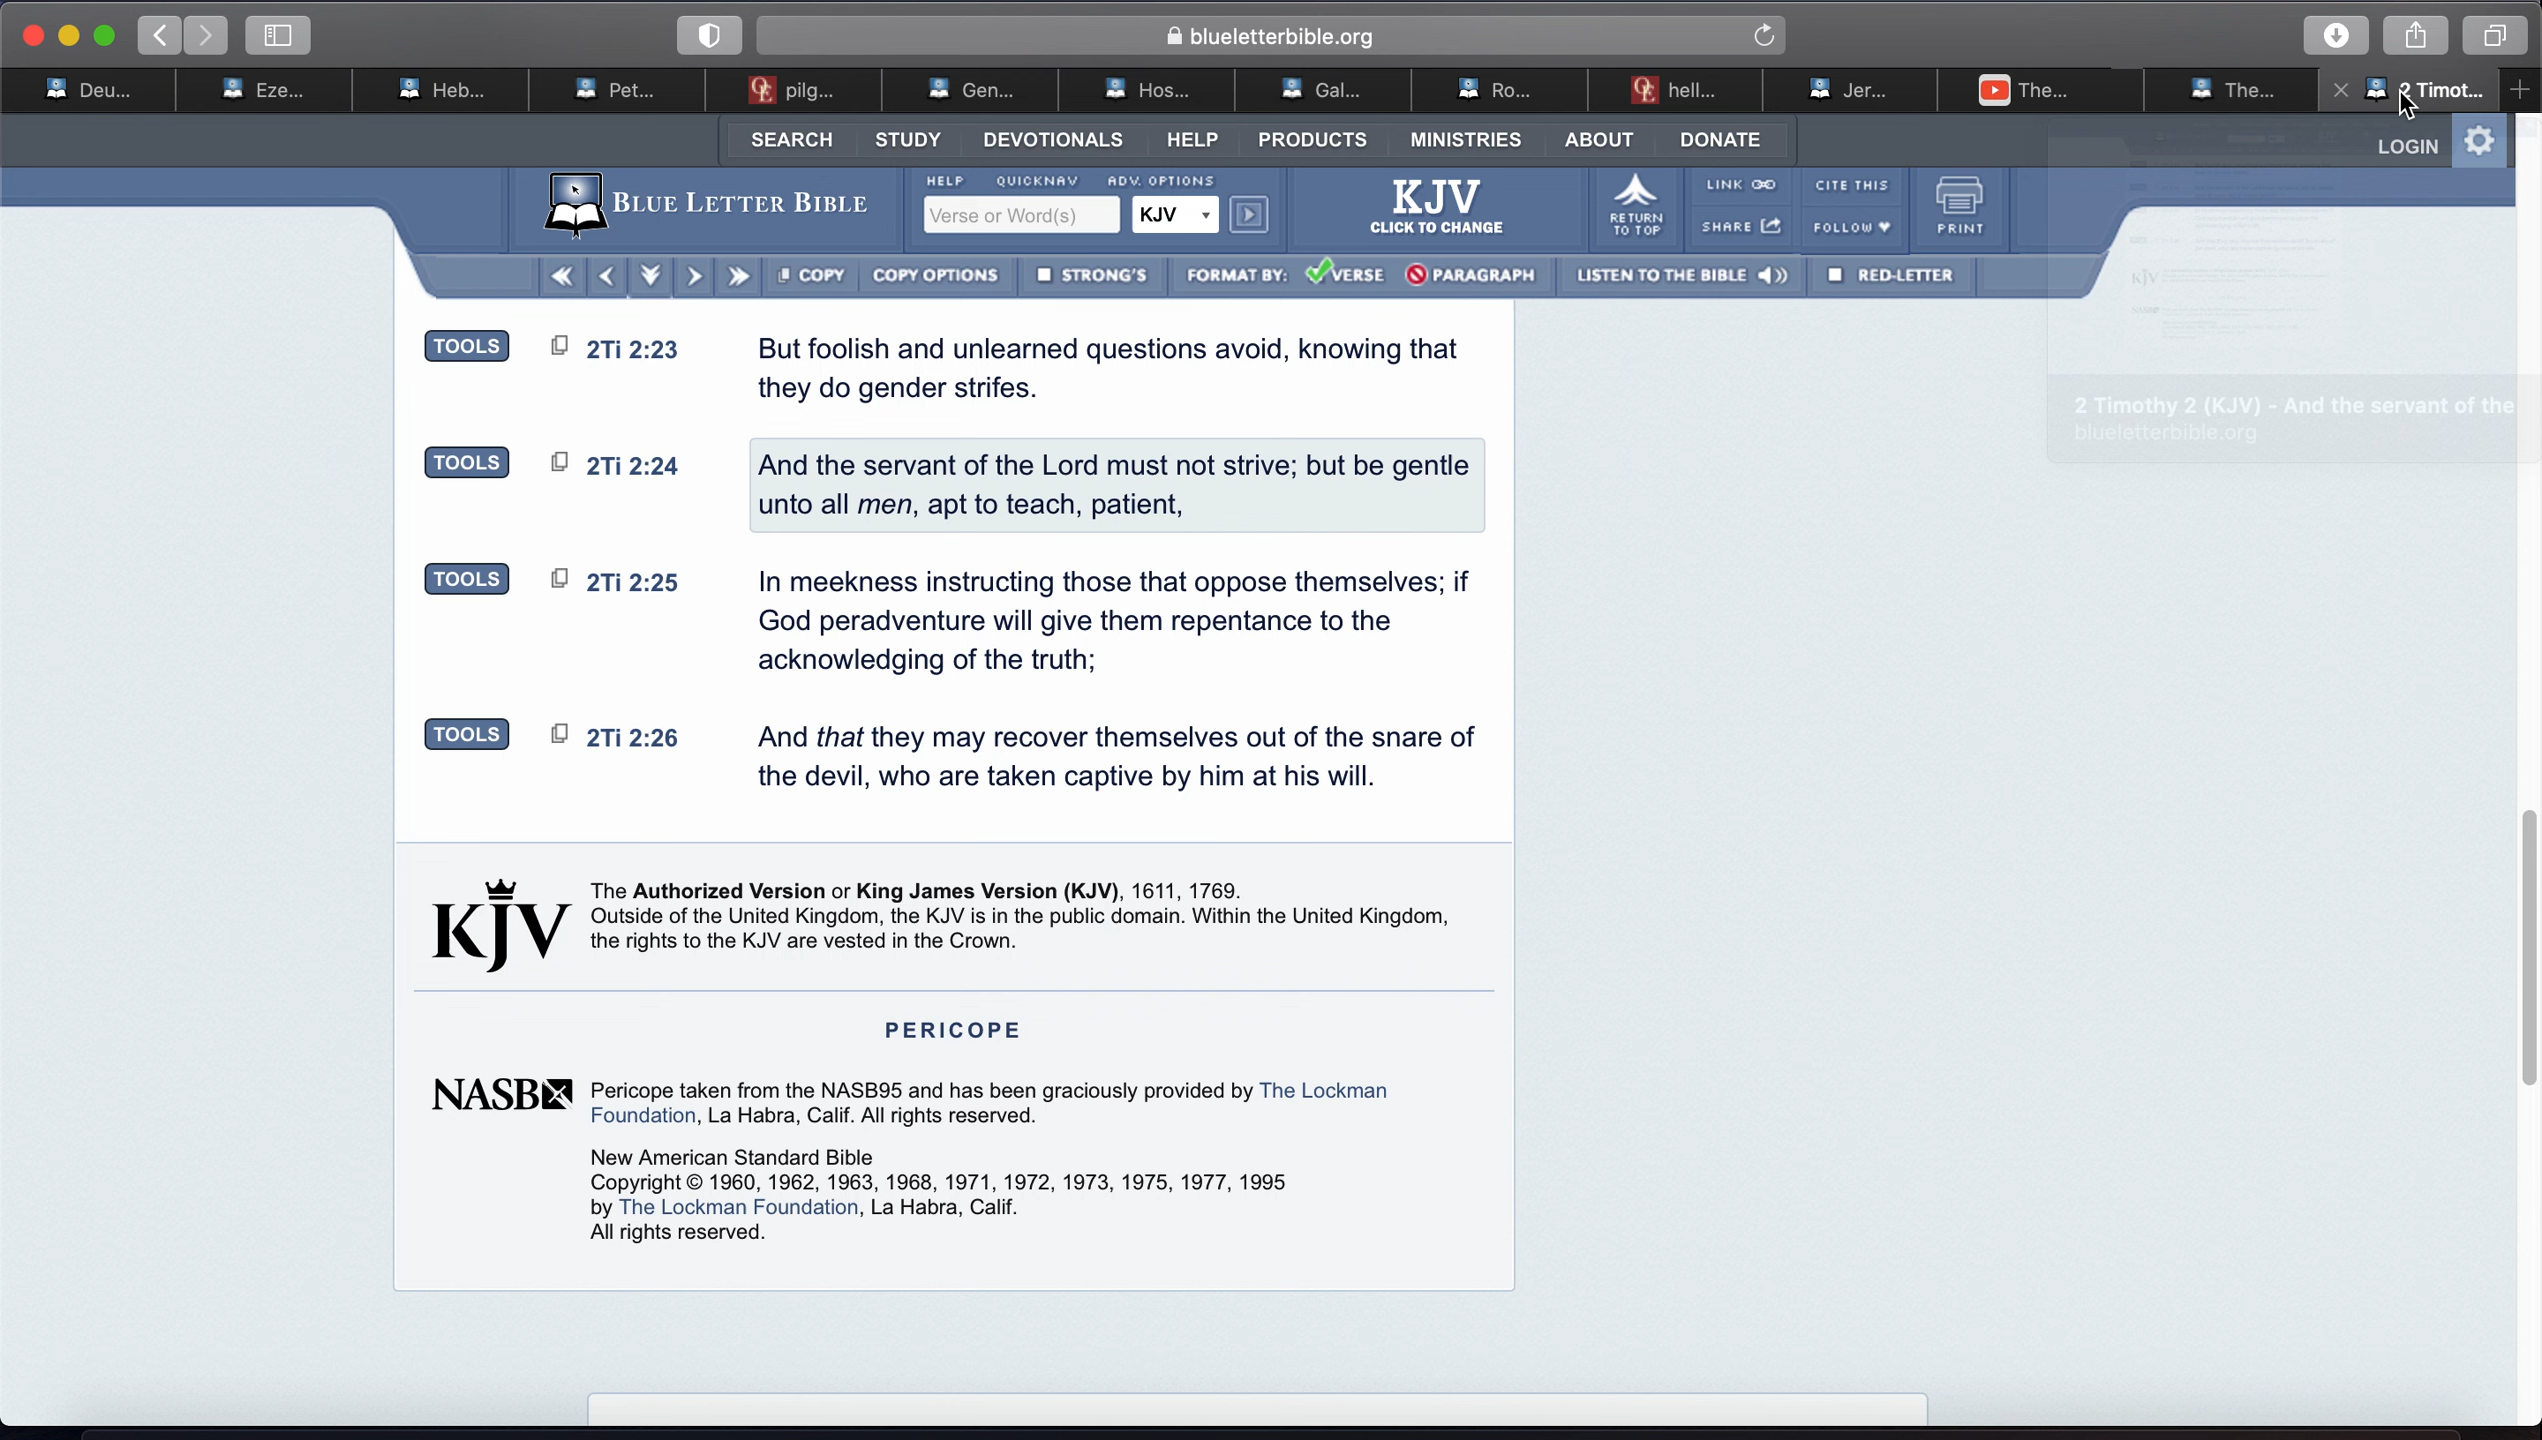 blueletterbible.org
Deu... Eze... Heb... Pet... pilg... Gen... Hos... Gal... Ro... hell... Jer... The... The... 2 Timot...
SEARCH STUDY DEVOTIONALS HELP PRODUCTS MINISTRIES ABOUT DONATE
LOGIN
BLUE LETTER BIBLE
HELP QUICKNAV ADV. OPTIONS
Verse or Word(s) KJV
KJV
CLICK TO CHANGE
RETURN
TO TOP
LINK CITE THIS
SHARE FOLLOW
PRINT
COPY COPY OPTIONS STRONG'S FORMAT BY: VERSE PARAGRAPH LISTEN TO THE BIBLE RED-LETTER
TOOLS 2Ti 2:23 But foolish and unlearned questions avoid, knowing that
they do gender strifes.
2 Timothy 2 (KJV) - And the servant of the
blueletterbible.org
TOOLS 2Ti 2:24 And the servant of the Lord must not strive; but be gentle
unto all men, apt to teach, patient,
TOOLS 2Ti 2:25 In meekness instructing those that oppose themselves; if
God peradventure will give them repentance to the
acknowledging of the truth;
TOOLS 2Ti 2:26 And that they may recover themselves out of the snare of
the devil, who are taken captive by him at his will.
KJV
The Authorized Version or King James Version (KJV), 1611, 1769.
Outside of the United Kingdom, the KJV is in the public domain. Within the United Kingdom,
the rights to the KJV are vested in the Crown.
PERICOPE
NASB
Pericope taken from the NASB95 and has been graciously provided by The Lockman
Foundation, La Habra, Calif. All rights reserved.
New American Standard Bible
Copyright © 1960, 1962, 1963, 1968, 1971, 1972, 1973, 1975, 1977, 1995
by The Lockman Foundation, La Habra, Calif.
All rights reserved.